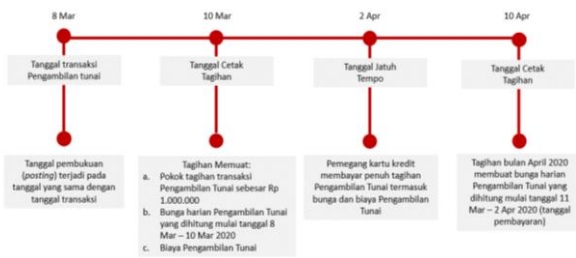 8 Mar
10 Mar
2 Apr
10 Apr
Tanggal transaksi
Pengambilan tunai
Tanggal Cetak
Tagihan
Tanggal Jatuh
Tempo
Tanggal Cetak
Tagihan
Tanggal pembukuan
(posting) terjadi pada
tanggal yang sama dengan
tanggal transaksi
Tagihan Memuat:
a. Pokok tagihan transaksi
Pengambilan Tunai sebesar Rp
1.000.000
b. Bunga harian Pengambilan Tunai
yang dihitung mulai tanggal 8
Mar – 10 Mar 2020
c. Biaya Pengambilan Tunai
Pemegang kartu kredit
membayar penuh tagihan
Pengambilan Tunai termasuk
bunga dan biaya Pengambilan
Tunai
Tagihan bulan April 2020
membuat bunga harian
Pengambilan Tunai yang
dihitung mulai tanggal 11
Mar – 2 Apr 2020 (tanggal
pembayaran)